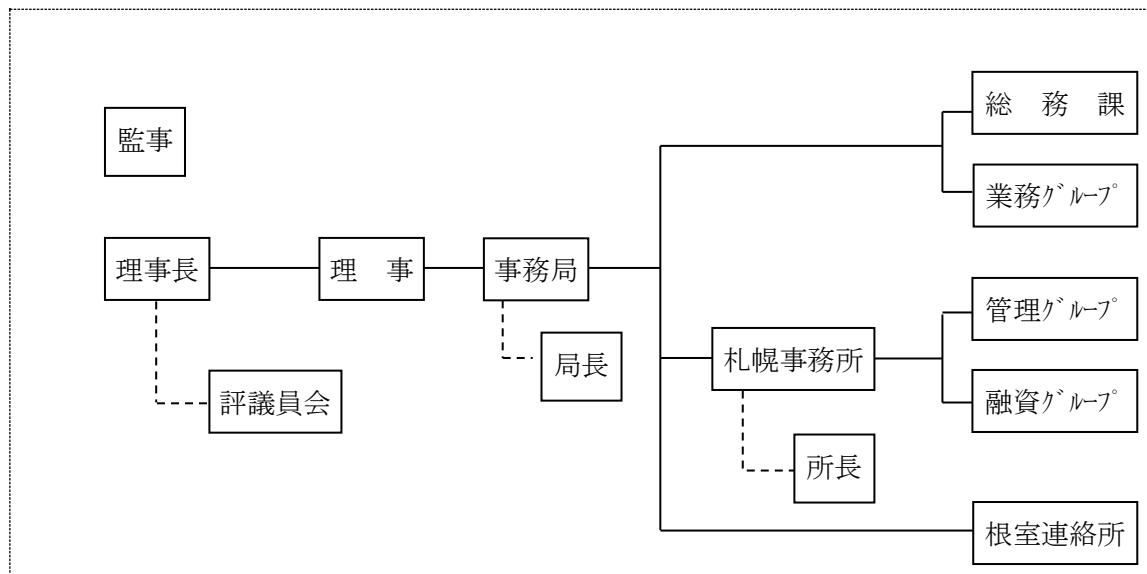 監事
理事長
評議員会
理　事
事務局
局長
総　務　課
業務ｸﾞﾙｰﾌﾟ
札幌事務所
所長
管理ｸﾞﾙｰﾌﾟ
融資ｸﾞﾙｰﾌﾟ
根室連絡所